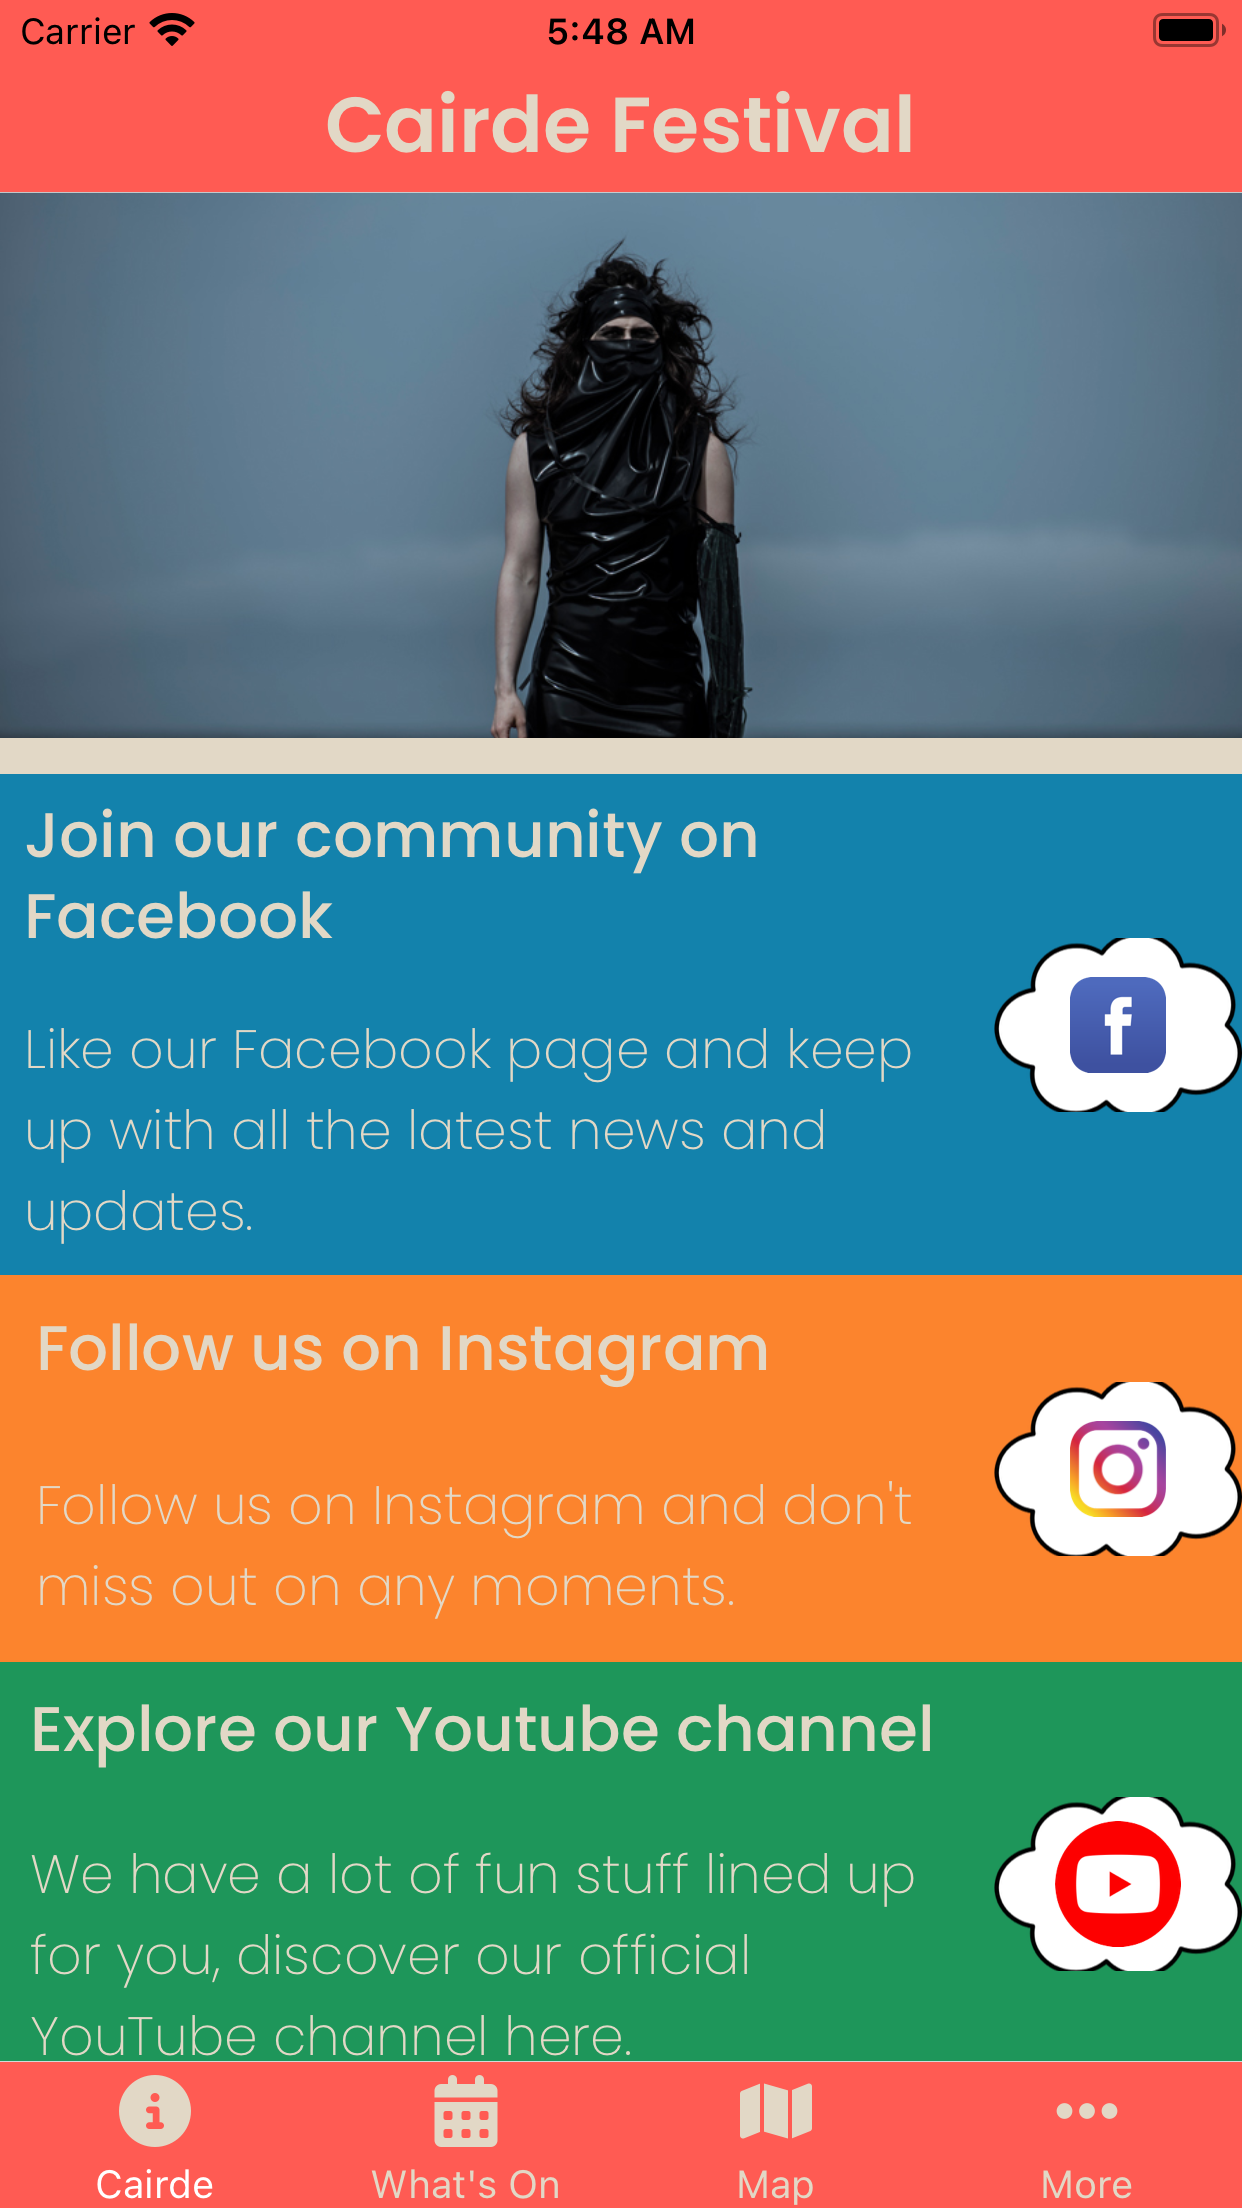 Carrier 5:48 AM
Cairde Festival
Join our community on
Facebook
Like our Facebook page and keep
up with all the latest news and
updates.
Follow us on Instagram
Follow us on Instagram and don't
miss out on any moments.
Explore our Youtube channel
We have a lot of fun stuff lined up
for you, discover our official
YouTube channel here.
Cairde What's On Map More